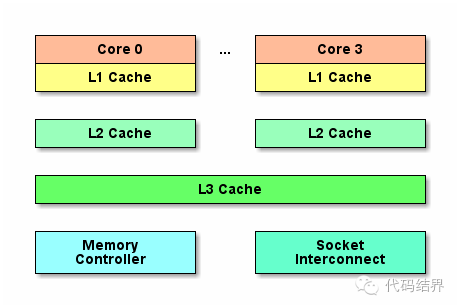 Core 0
...
Core 3
L1 Cache
L1 Cache
L2 Cache
L2 Cache
L3 Cache
Memory
Controller
Socket
Interconnect
代码结界